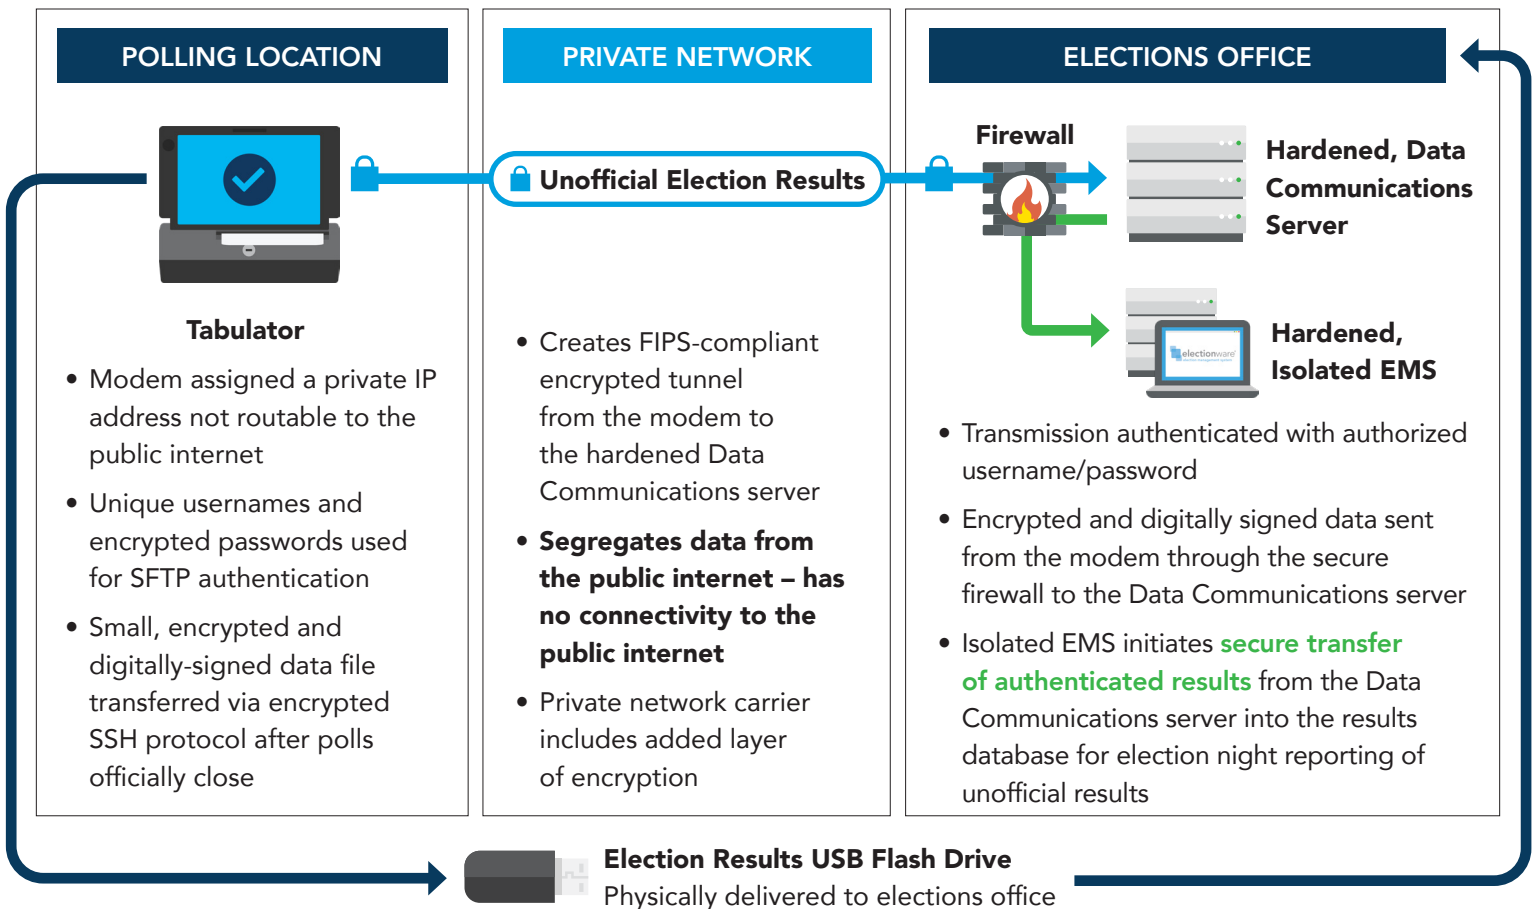 POLLING LOCATION
Tabulator
• Modem assigned a private IP
address not routable to the
public internet
• Unique usernames and
encrypted passwords used
for SFTP authentication
• Small, encrypted and
digitally-signed data file
transferred via encrypted
SSH protocol after polls
officially close
PRIVATE NETWORK
Unofficial Election Results
• Creates FIPS-compliant
encrypted tunnel
from the modem to
the hardened Data
Communications server
• Segregates data from
the public internet – has
no connectivity to the
public internet
• Private network carrier
includes added layer
of encryption
ELECTIONS OFFICE
Firewall
Hardened, Data
Communications
Server
electionware
Hardened,
Isolated EMS
• Transmission authenticated with authorized
username/password
• Encrypted and digitally signed data sent
from the modem through the secure
firewall to the Data Communications server
• Isolated EMS initiates secure transfer
of authenticated results from the Data
Communications server into the results
database for election night reporting of
unofficial results
Election Results USB Flash Drive
Physically delivered to elections office